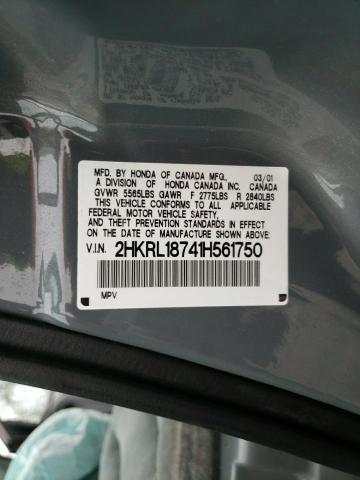 MFD. BY HONDA OF CANADA MFG., 03/01
A DIVISION OF HONDA CANADA INC. CANADA
GVWR 5565LBS GAWR F 2775LBS R 2840LBS
THIS VEHICLE CONFORMS TO ALL APPLICABLE
FEDERAL MOTOR VEHICLE SAFETY
AND THEFT PREVENTION STANDARDS IN EFFECT
ON THE DATE OF MANUFACTURE SHOWN ABOVE:
V.I.N. 2HKRL18741H561750
MPV